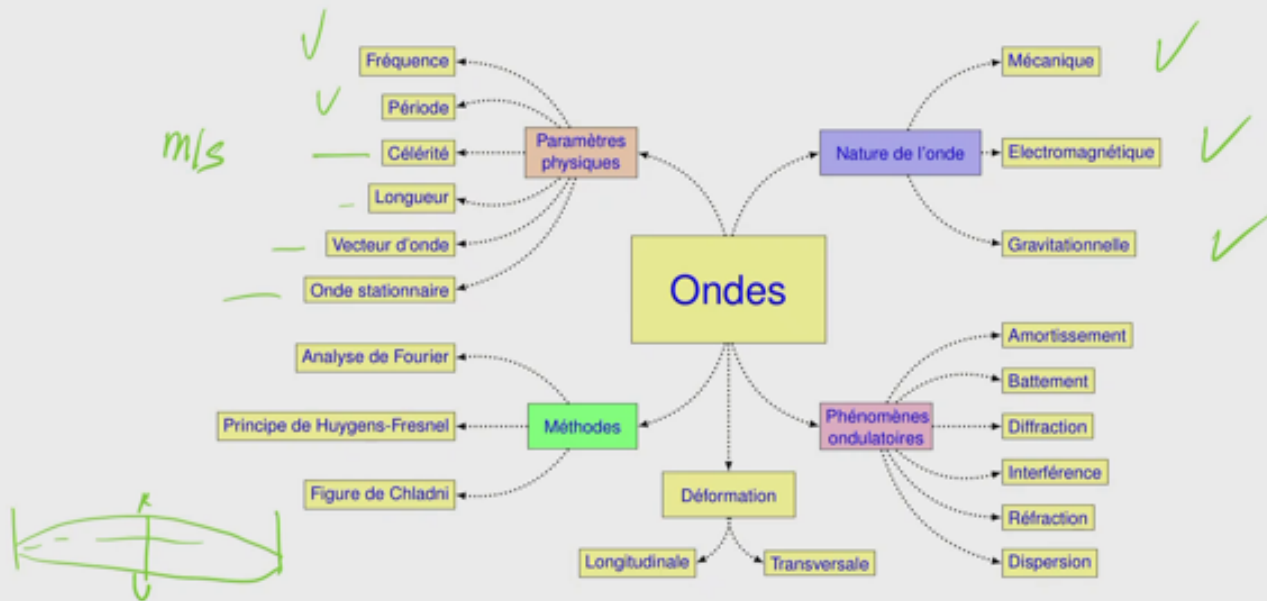 Fréquence
Période
m/s
Célérité
Longueur
Vecteur d'onde
Onde stationnaire
Paramètres
physiques
Nature de l'onde
Mécanique
Electromagnétique
Gravitationnelle
Ondes
Analyse de Fourier
Principe de Huygens-Fresnel
Figure de Chladni
Méthodes
Déformation
Longitudinale
Transversale
Phénomènes
ondulatoires
Amortissement
Battement
Diffraction
Interférence
Réfraction
Dispersion